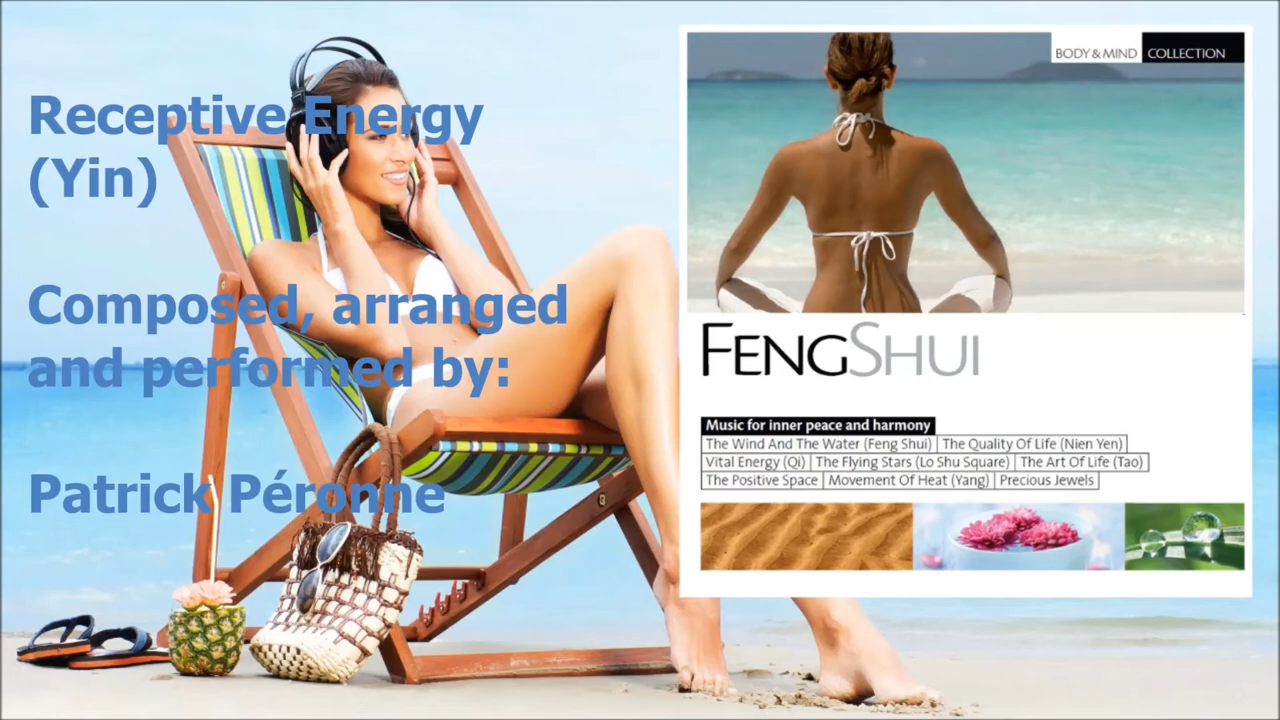 Receptive Energy
(Yin)
Composed, arranged
and performed by:
Patrick Péronne
BODY & MIND COLLECTION
FENGSHUI
Music for inner peace and harmony
The Wind And The Water (Feng Shui) | The Quality Of Life (Nien Yen)
Vital Energy (Qi) | The Flying Stars (Lo Shu Square) | The Art Of Life (Tao)
The Positive Space | Movement Of Heat (Yang) | Precious Jewels